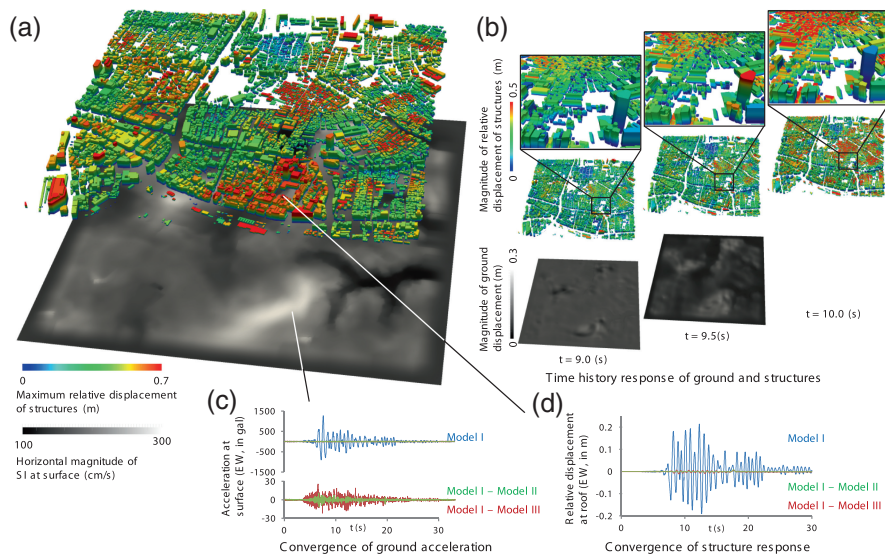 (a)
0
0.7
Maximum relative displacement
of structures (m)
100
300
Horizontal magnitude of
SI at surface (cm/s)
(b)
Magnitude of relative
displacement of structures (m)
0
0.5
Magnitude of ground
displacement (m)
0
0.3
t = 9.0 (s)
t = 9.5(s)
t = 10.0 (s)
Time history response of ground and structures
(c)
Acceleration at
surface (EW, in gal)
1500
500
-500
-1500
30
0
-30
Model I
Model I – Model II
Model I – Model III
0
10
t(s)
20
30
Convergence of ground acceleration
(d)
Relative displacement
at roof (EW, in m)
0.2
0.1
0
-0.1
-0.2
Model I
Model I – Model II
Model I – Model III
0
10
t(s)
20
30
Convergence of structure response